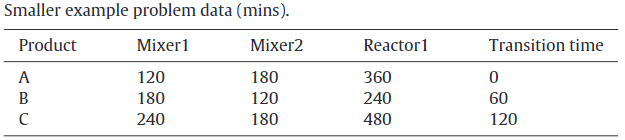 Smaller example problem data (mins).
Product Mixer1 Mixer2 Reactor1 Transition time
A 120 180 360 0
B 180 120 240 60
C 240 180 480 120